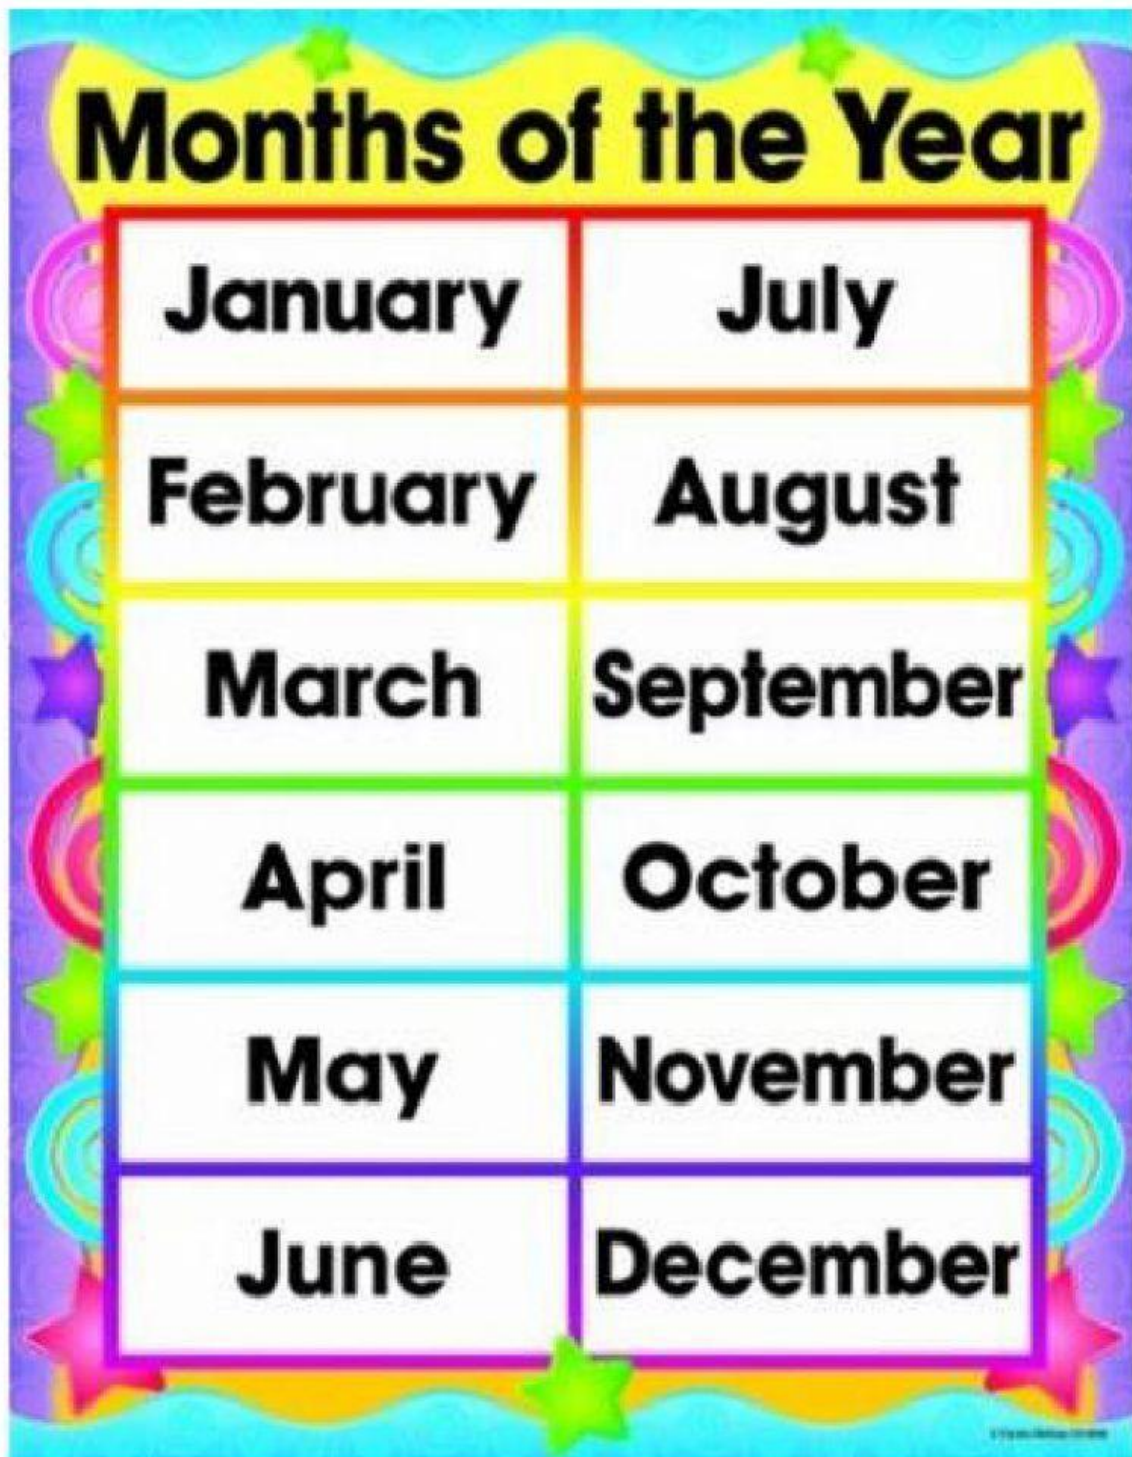 Months of the Year
January
July
February
August
March
September
April
October
May
November
June
December